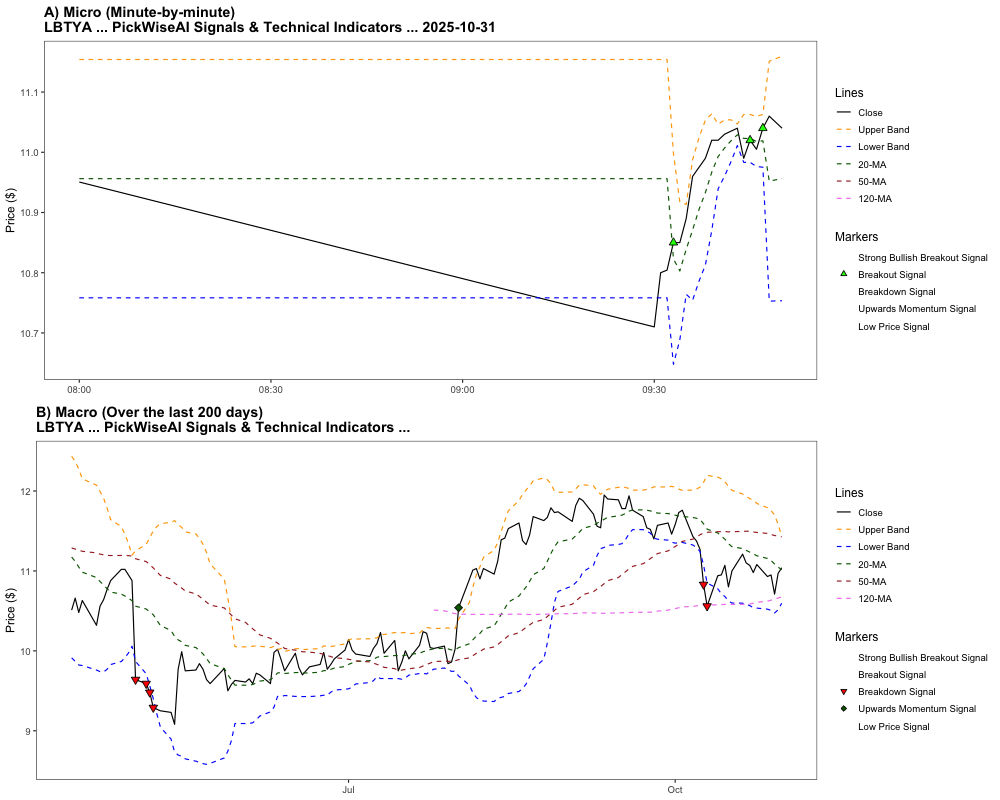 A) Micro (Minute-by-minute)
LBTYA ... PickWiseAI Signals & Technical Indicators ... 2025-10-31
Price ($)
11.1
11.0
10.9
10.8
10.7
08:00
08:30
09:00
09:30
Lines
Close
Upper Band
Lower Band
20-MA
50-MA
120-MA
Markers
Strong Bullish Breakout Signal
Breakout Signal
Breakdown Signal
Upwards Momentum Signal
Low Price Signal
B) Macro (Over the last 200 days)
LBTYA ... PickWiseAI Signals & Technical Indicators ...
Price ($)
12
11
10
9
Jul
Oct
Lines
Close
Upper Band
Lower Band
20-MA
50-MA
120-MA
Markers
Strong Bullish Breakout Signal
Breakout Signal
Breakdown Signal
Upwards Momentum Signal
Low Price Signal